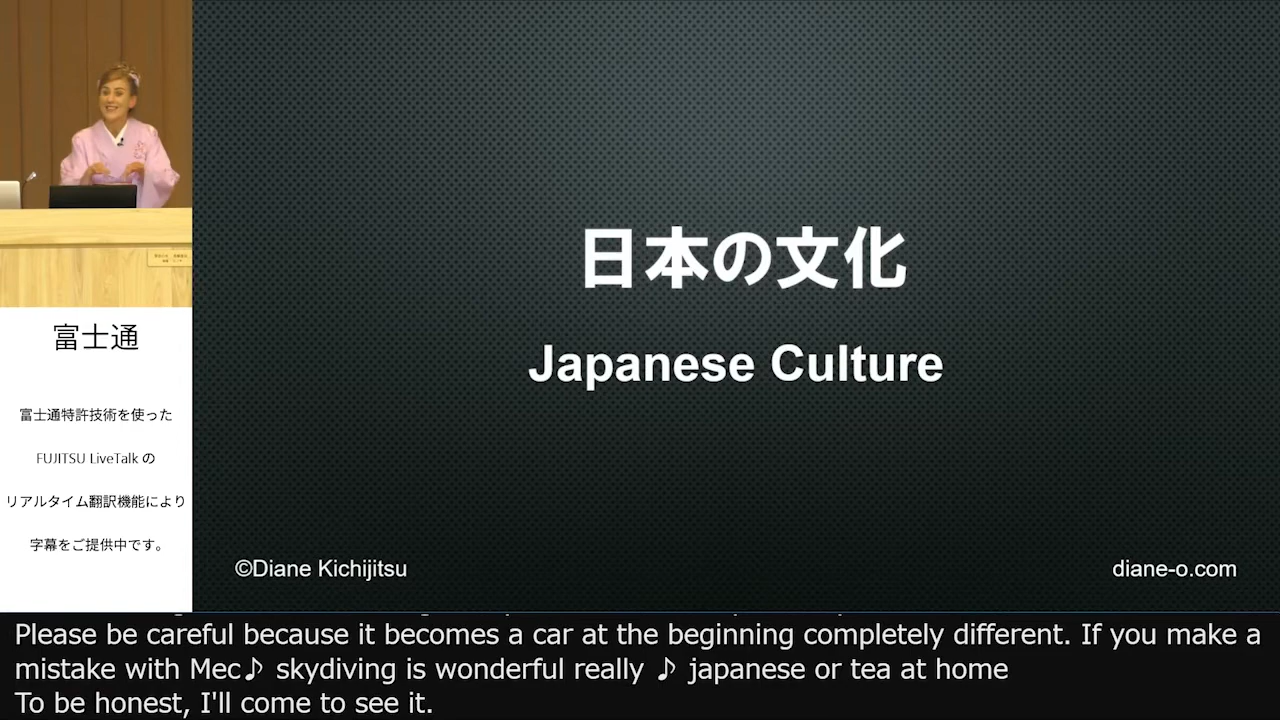 日本の文化
Japanese Culture
©Diane Kichijitsu
diane-o.com
富士通
富士通特許技術を使った
FUJITSU LiveTalk の
リアルタイム翻訳機能により
字幕をご提供中です。
Please be careful because it becomes a car at the beginning completely different. If you make a
mistake with Mec♪ skydiving is wonderful really ♪ japanese or tea at home
To be honest, I'll come to see it.